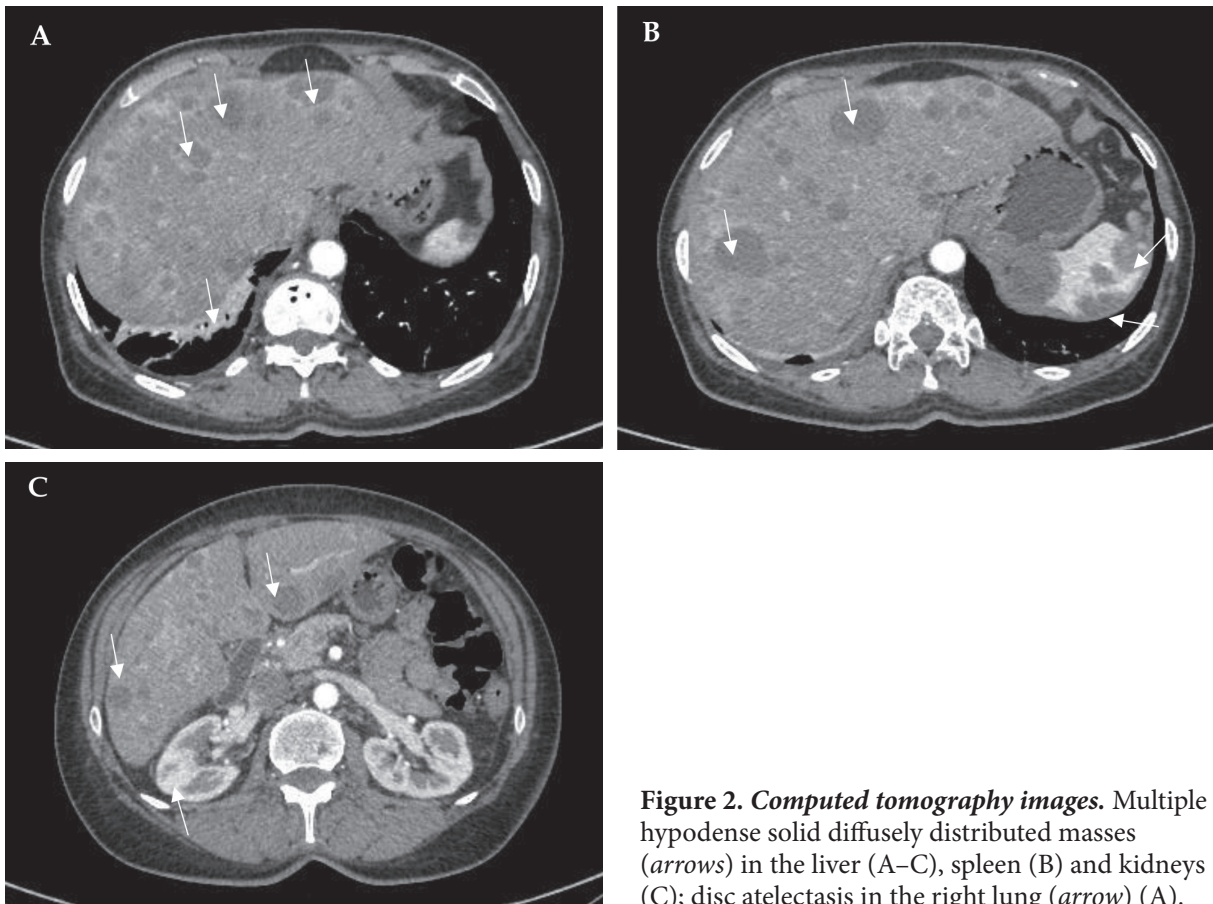 A
B
C
Figure 2. Computed tomography images. Multiple
hypodense solid diffusely distributed masses
(arrows) in the liver (A–C), spleen (B) and kidneys
(C); disc atelectasis in the right lung (arrow) (A).